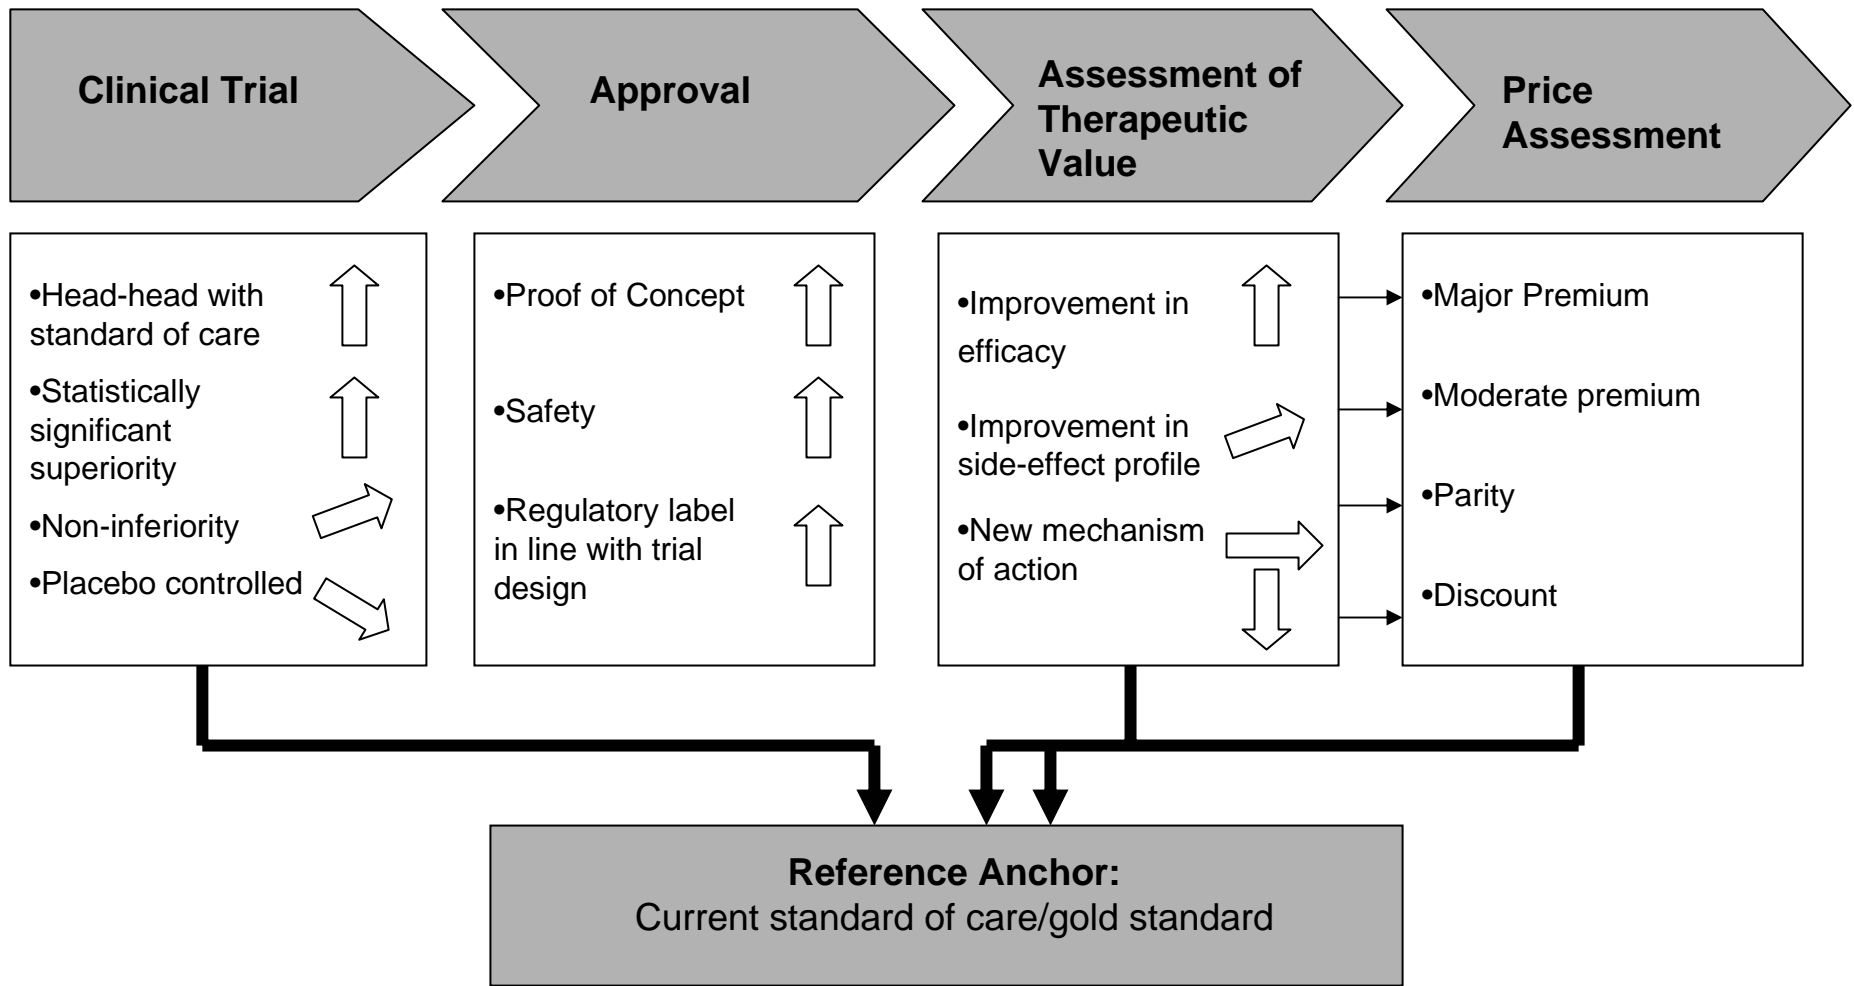 Clinical Trial
Approval
Assessment of
Therapeutic
Value
Price
Assessment
•Head-head with
standard of care
•Statistically
significant
superiority
•Non-inferiority
•Placebo controlled
•Proof of Concept
•Safety
•Regulatory label
in line with trial
design
•Improvement in
efficacy
•Improvement in
side-effect profile
•New mechanism
of action
•Major Premium
•Moderate premium
•Parity
•Discount
Reference Anchor:
Current standard of care/gold standard